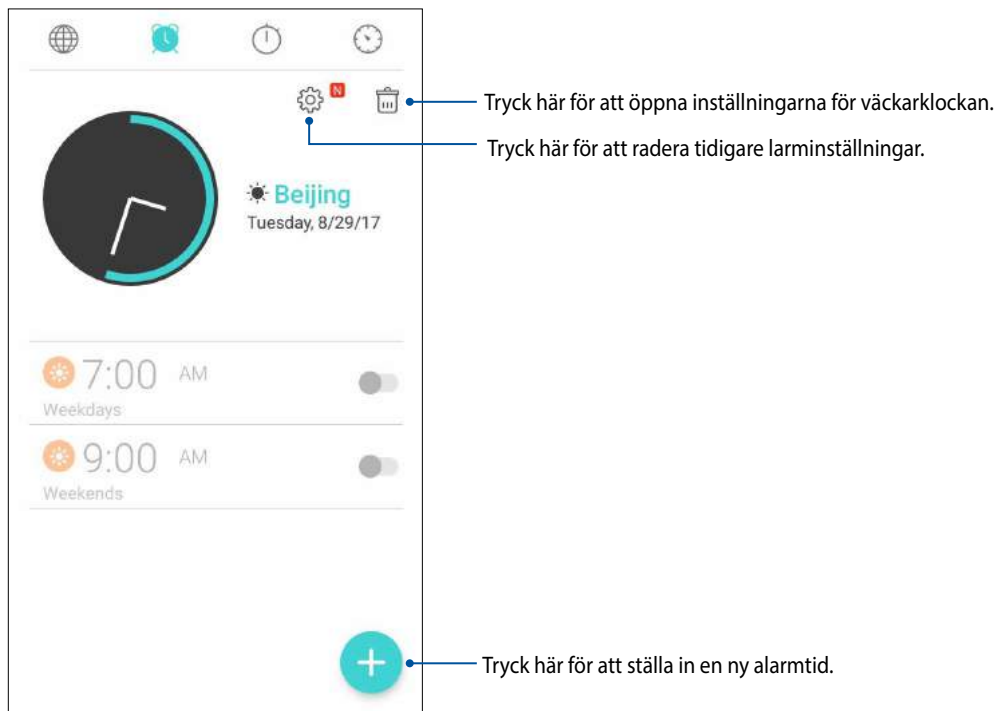 N
Tryck här för att öppna inställningarna för väckarklockan.
Tryck här för att radera tidigare larminställningar.
Beijing
Tuesday, 8/29/17
7:00 AM
Weekdays
9:00 AM
Weekends
Tryck här för att ställa in en ny alarmtid.